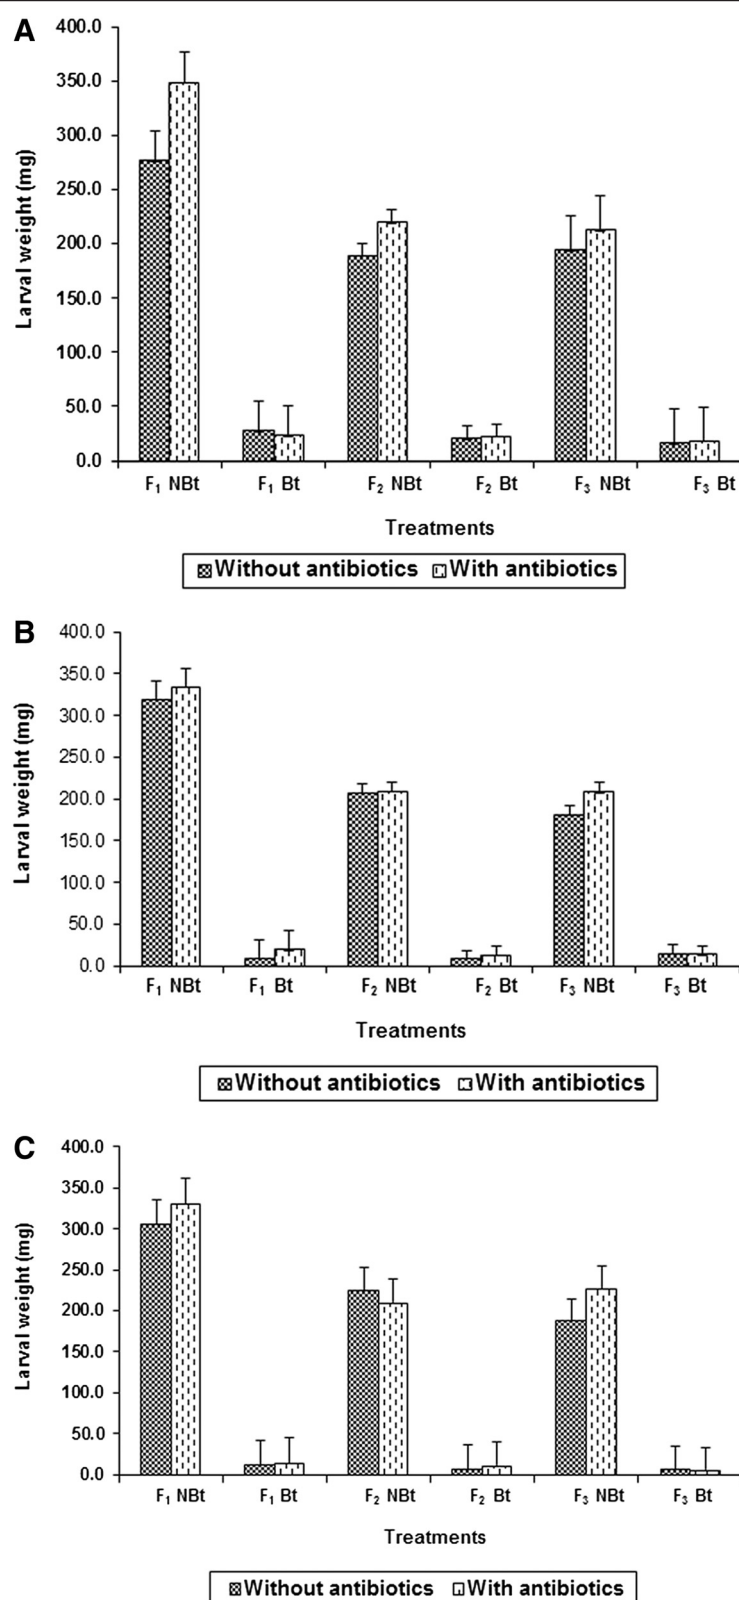 A
400.0
350.0
300.0
250.0
200.0
150.0
100.0
50.0
0.0
Larval weight (mg)
F₁ NBt F₁ Bt F₂ NBt F₂ Bt F₃ NBt F₃ Bt
Treatments
Without antibiotics With antibiotics
B
400.0
350.0
300.0
250.0
200.0
150.0
100.0
50.0
0.0
Larval weight (mg)
F₁ NBt F₁ Bt F₂ NBt F₂ Bt F₃ NBt F₃ Bt
Treatments
Without antibiotics With antibiotics
C
400.0
350.0
300.0
250.0
200.0
150.0
100.0
50.0
0.0
Larval weight (mg)
F₁ NBt F₁ Bt F₂ NBt F₂ Bt F₃ NBt F₃ Bt
Treatments
Without antibiotics With antibiotics